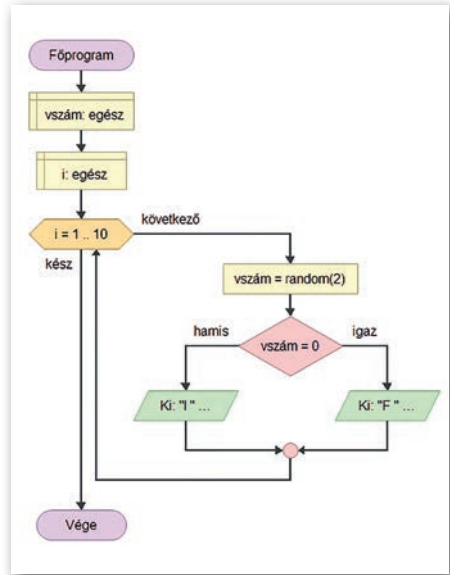 Főprogram
vszám: egész
i: egész
i = 1 .. 10
következő
kész
vszám = random(2)
hamis
igaz
vszám = 0
Ki: "I " ...
Ki: "F " ...
Vége